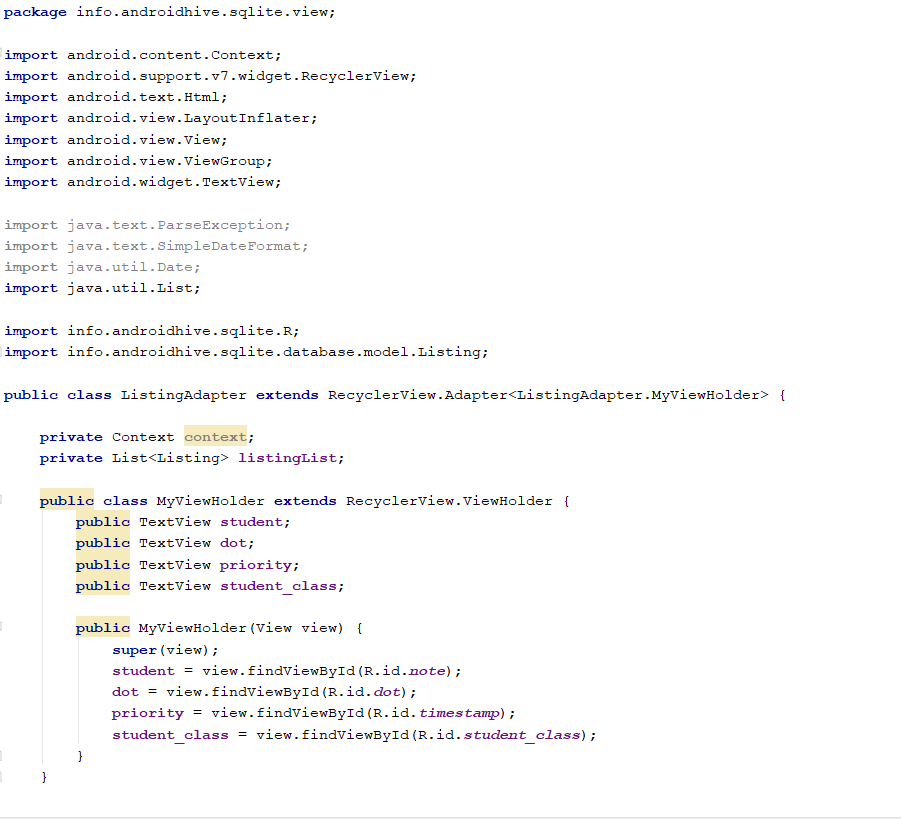 package info.androidhive.sqlite.view;
import android.content.Context;
import android.support.v7.widget.RecyclerView;
import android.text.Html;
import android.view.LayoutInflater;
import android.view.View;
import android.view.ViewGroup;
import android.widget.TextView;
import java.text.ParseException;
import java.text.SimpleDateFormat;
import java.util.Date;
import java.util.List;
import info.androidhive.sqlite.R;
import info.androidhive.sqlite.database.model.Listing;
public class ListingAdapter extends RecyclerView.Adapter<ListingAdapter.MyViewHolder> {
    private Context context;
    private List<Listing> listingList;
    public class MyViewHolder extends RecyclerView.ViewHolder {
        public TextView student;
        public TextView dot;
        public TextView priority;
        public TextView student_class;
        public MyViewHolder(View view) {
            super(view);
            student = view.findViewById(R.id.note);
            dot = view.findViewById(R.id.dot);
            priority = view.findViewById(R.id.timestamp);
            student_class = view.findViewById(R.id.student_class);
        }
    }